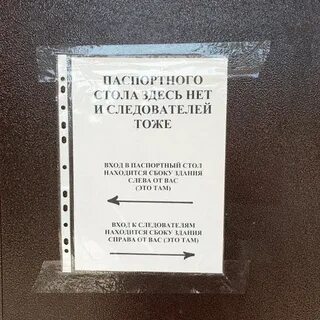 ПАСПОРТНОГО
СТОЛА ЗДЕСЬ НЕТ
И СЛЕДОВАТЕЛЕЙ
ТОЖЕ
ВХОД В ПАСПОРТНЫЙ СТОЛ
НАХОДИТСЯ СБОКУ ЗДАНИЯ
СЛЕВА ОТ ВАС
(ЭТО ТАМ)
ВХОД К СЛЕДОВАТЕЛЯМ
НАХОДИТСЯ СБОКУ ЗДАНИЯ
СПРАВА ОТ ВАС (ЭТО ТАМ)